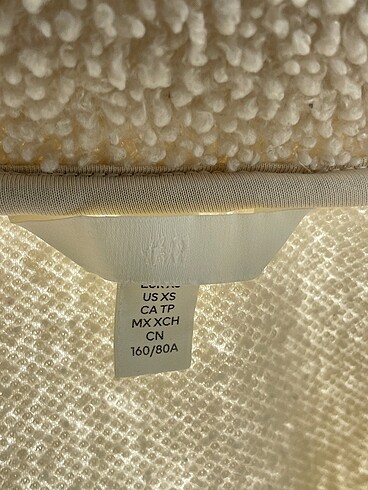 US XS
CA TP
MX XCH
CN
160/80A